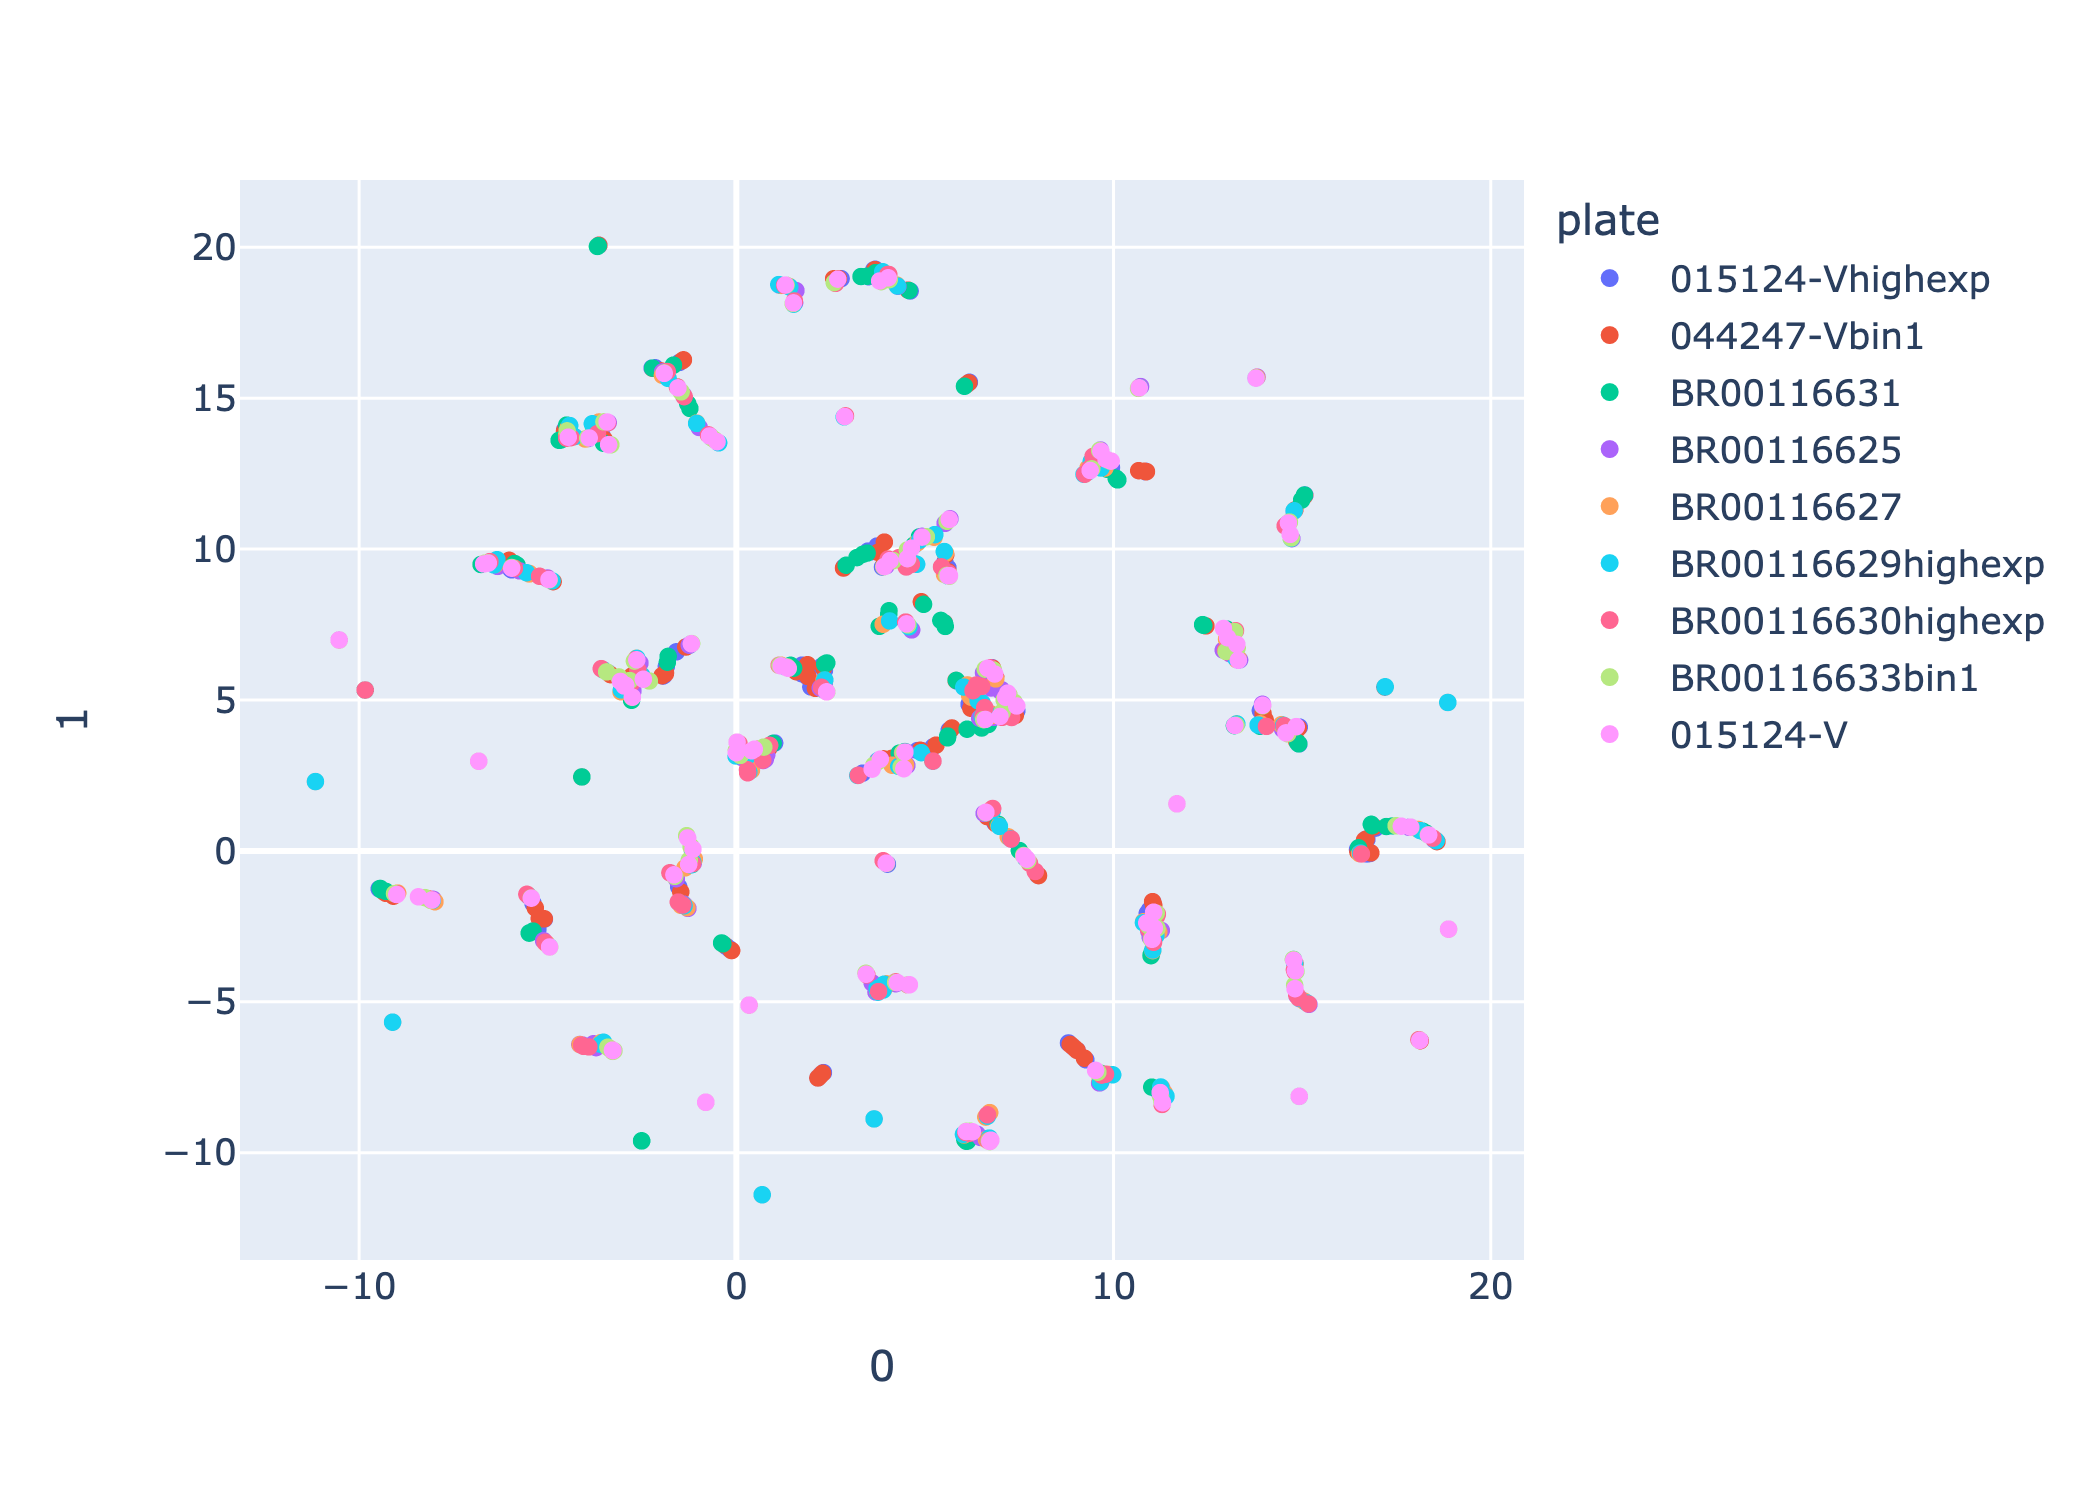 plate
015124-Vhighexp
044247-Vbin1
BR00116631
BR00116625
BR00116627
BR00116629highexp
BR00116630highexp
BR00116633bin1
015124-V
20
15
10
5
0
−5
−10
1
−10
0
10
20
0